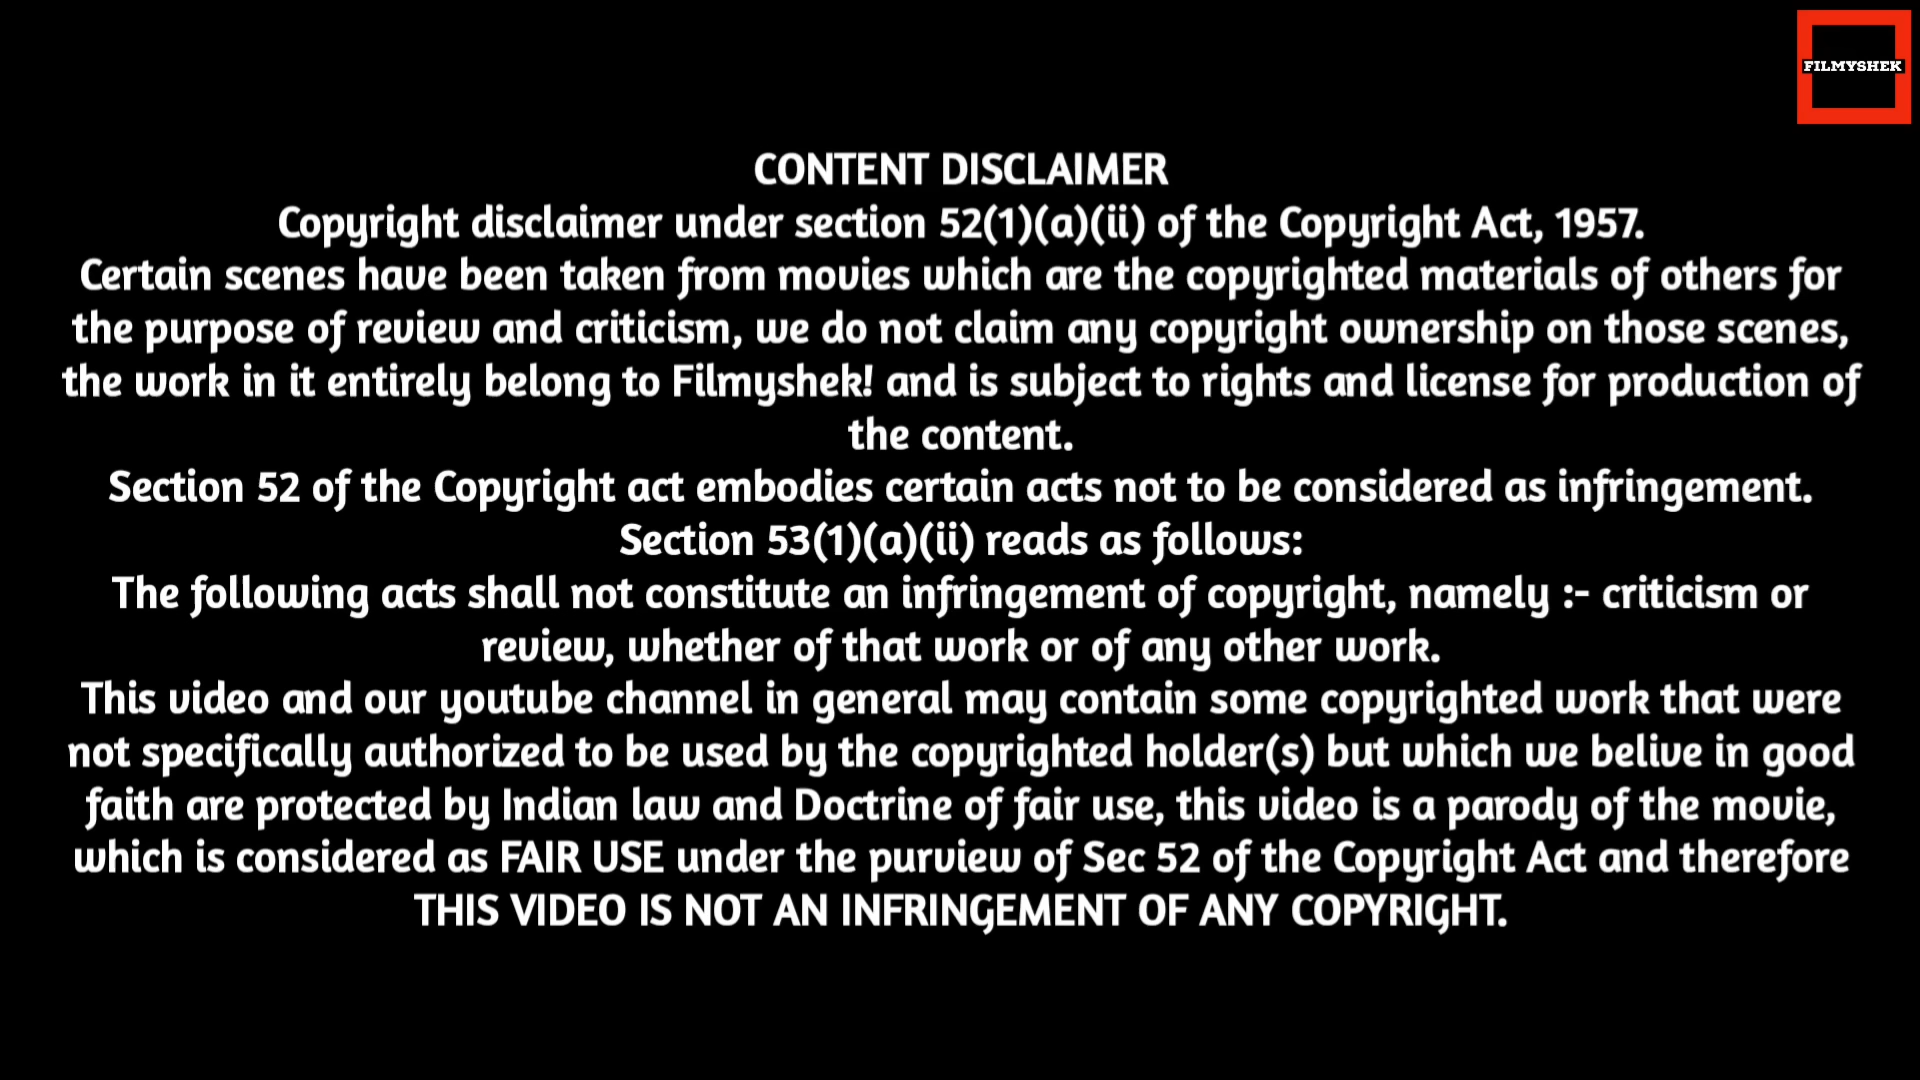 FILMYSHEK
CONTENT DISCLAIMER
Copyright disclaimer under section 52(1)(a)(ii) of the Copyright Act, 1957.
Certain scenes have been taken from movies which are the copyrighted materials of others for
the purpose of review and criticism, we do not claim any copyright ownership on those scenes,
the work in it entirely belong to Filmyshek! and is subject to rights and license for production of
the content.
Section 52 of the Copyright act embodies certain acts not to be considered as infringement.
Section 53(1)(a)(ii) reads as follows:
The following acts shall not constitute an infringement of copyright, namely :- criticism or
review, whether of that work or of any other work.
This video and our youtube channel in general may contain some copyrighted work that were
not specifically authorized to be used by the copyrighted holder(s) but which we belive in good
faith are protected by Indian law and Doctrine of fair use, this video is a parody of the movie,
which is considered as FAIR USE under the purview of Sec 52 of the Copyright Act and therefore
THIS VIDEO IS NOT AN INFRINGEMENT OF ANY COPYRIGHT.